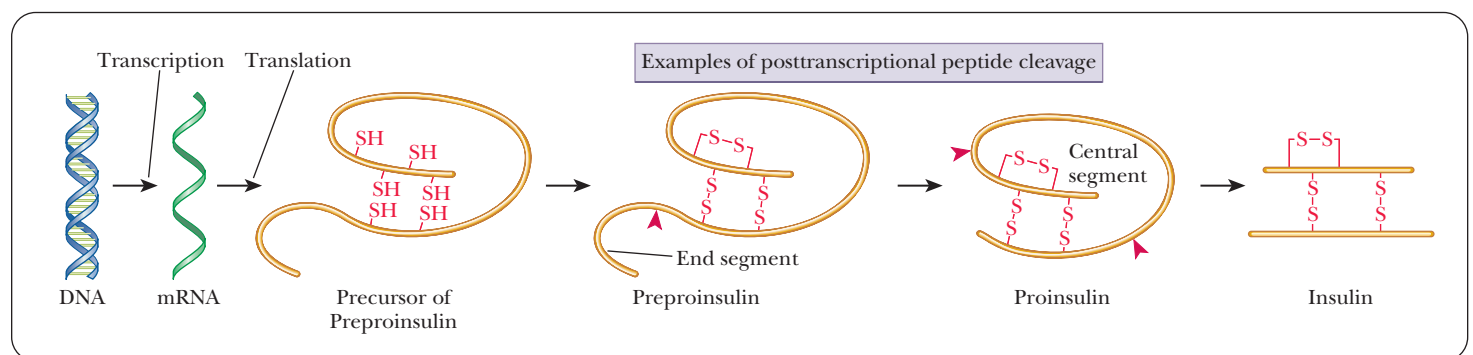 Transcription
Translation
Examples of posttranscriptional peptide cleavage
SH
SH
SH
SH
SH
SH
S–S
S
S
S
S
S–S
S
S
S
S
Central
segment
S–S
S
S
S
S
End segment
DNA
mRNA
Precursor of
Preproinsulin
Preproinsulin
Proinsulin
Insulin